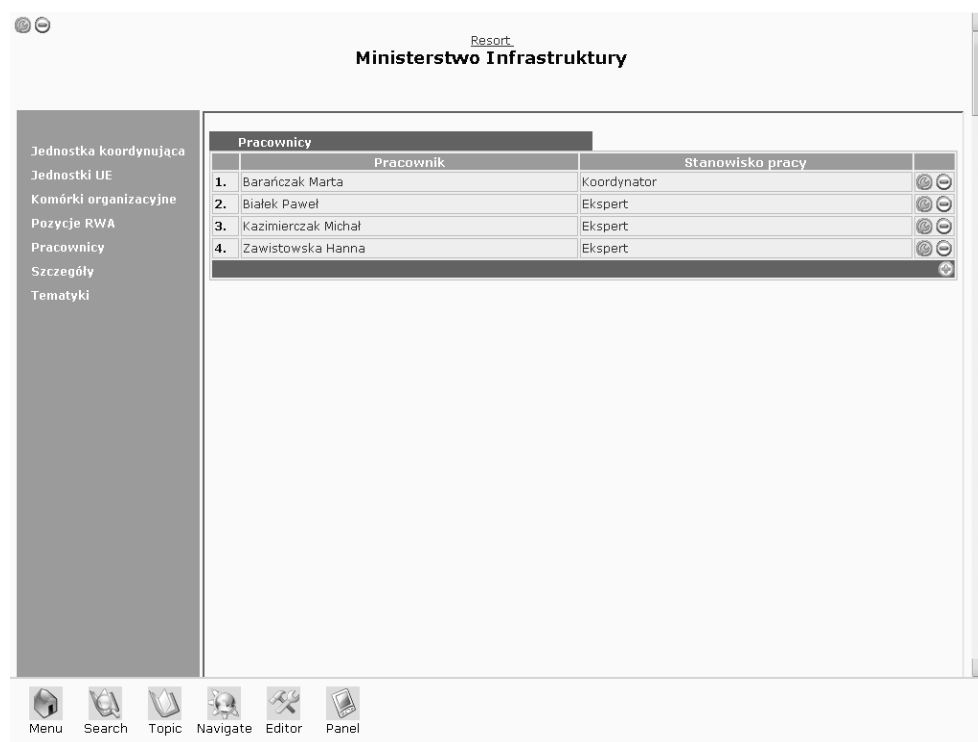 Resort
Ministerstwo Infrastruktury
Jednostka koordynująca
Jednostki UE
Komórki organizacyjne
Pozycje RWA
Pracownicy
Szczegóły
Tematyki
Pracownicy
Pracownik Stanowisko pracy
1. Barańczak Marta Koordynator
2. Białek Paweł Ekspert
3. Kazimierczak Michał Ekspert
4. Zawistowska Hanna Ekspert
Menu Search Topic Navigate Editor Panel